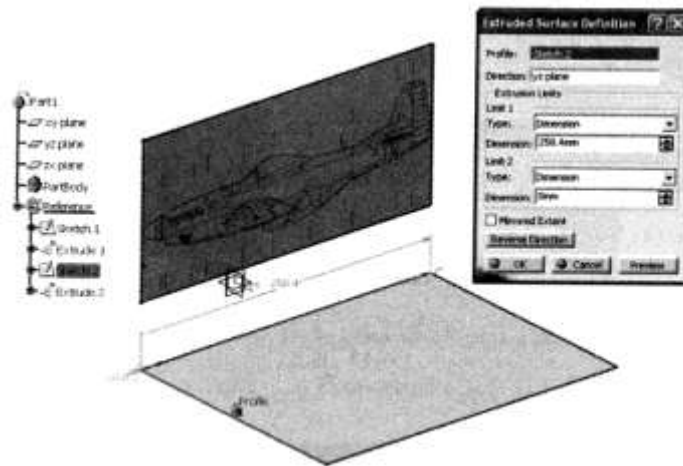 Extruded Surface Definition
Profile: Sketch.2
Direction: yz plane
Extrusion Limits
Limit 1
Type: Dimension
Dimension:
Limit 2
Type: Dimension
Dimension: 0mm
Mirrored Extent
Reverse Direction
OK Cancel Preview
Part1
xy plane
yz plane
zx plane
PartBody
Reference
Sketch.1
Extrude.1
Sketch.2
Extrude.2
Profile